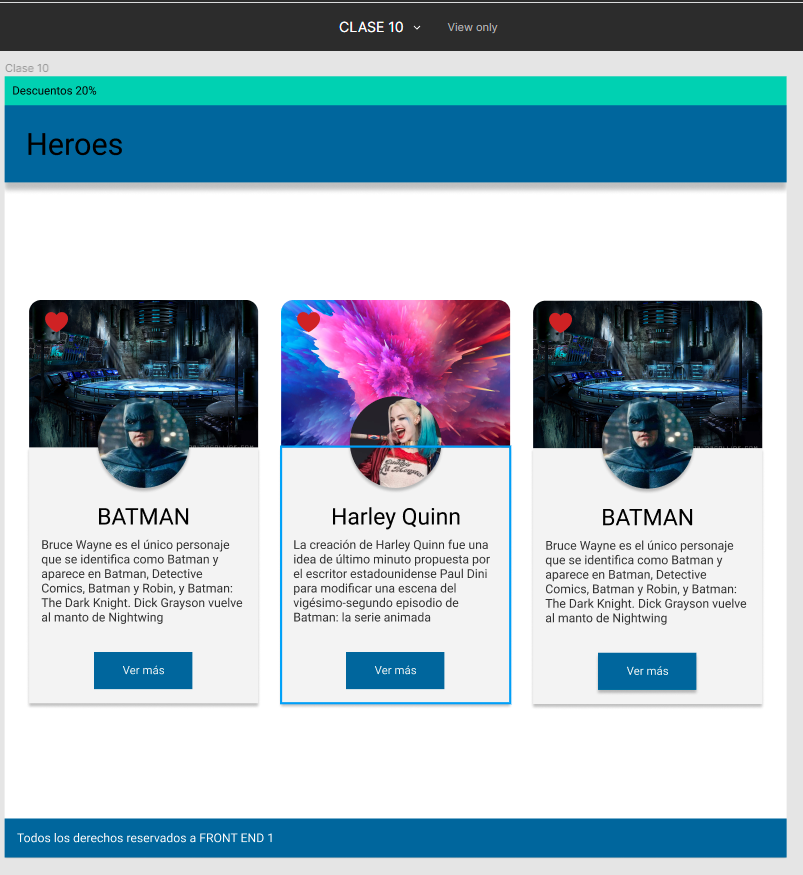 CLASE 10
View only
Clase 10
Descuentos 20%
Heroes
BATMAN
Bruce Wayne es el único personaje
que se identifica como Batman y
aparece en Batman, Detective
Comics, Batman y Robin, y Batman:
The Dark Knight. Dick Grayson vuelve
al manto de Nightwing
Ver más
Harley Quinn
La creación de Harley Quinn fue una
idea de último minuto propuesta por
el escritor estadounidense Paul Dini
para modificar una escena del
vigésimo-segundo episodio de
Batman: la serie animada
Ver más
BATMAN
Bruce Wayne es el único personaje
que se identifica como Batman y
aparece en Batman, Detective
Comics, Batman y Robin, y Batman:
The Dark Knight. Dick Grayson vuelve
al manto de Nightwing
Ver más
Todos los derechos reservados a FRONT END 1